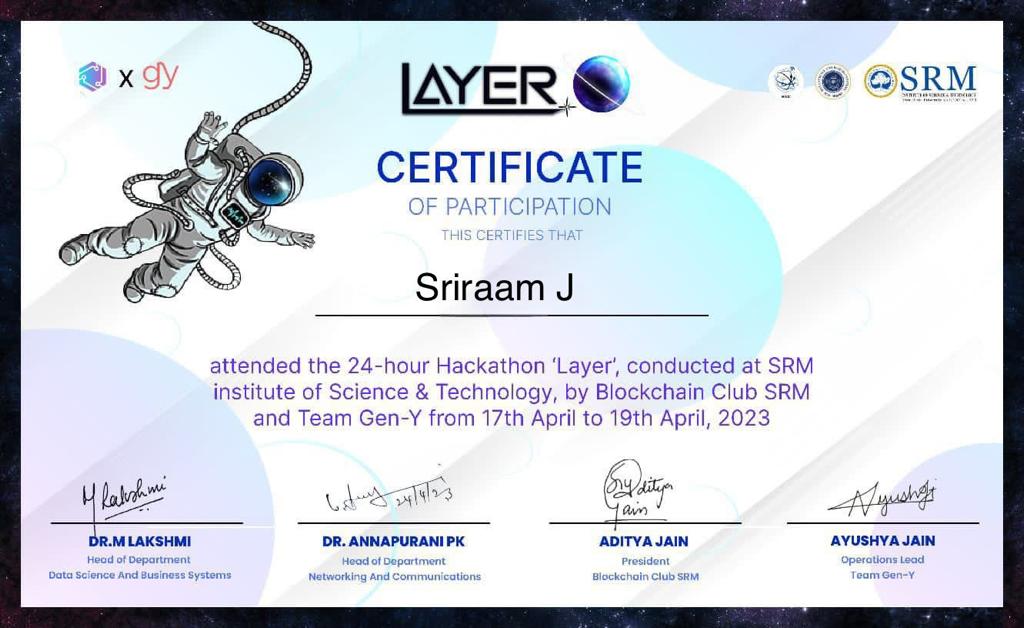 x gy
LAYER
SRM
CERTIFICATE
OF PARTICIPATION
THIS CERTIFIES THAT
Sriraam J
attended the 24-hour Hackathon ‘Layer’, conducted at SRM
institute of Science & Technology, by Blockchain Club SRM
and Team Gen-Y from 17th April to 19th April, 2023
M Lakshmi
24/4/23
Aditya
Jain
Ayushya
DR.M LAKSHMI
Head of Department
Data Science And Business Systems
DR. ANNAPURANI PK
Head of Department
Networking And Communications
ADITYA JAIN
President
Blockchain Club SRM
AYUSHYA JAIN
Operations Lead
Team Gen-Y